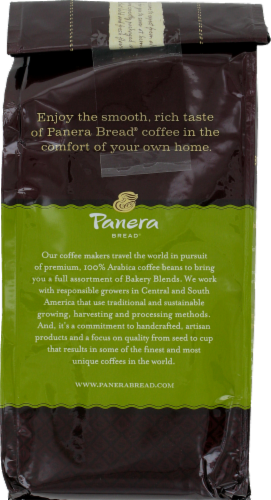 Enjoy the smooth, rich taste
of Panera Bread® coffee in the
comfort of your own home.
Panera
BREAD®
Our coffee makers travel the world in pursuit
of premium, 100% Arabica coffee beans to bring
you a full assortment of Bakery Blends. We work
with responsible growers in Central and South
America that use traditional and sustainable
growing, harvesting and processing methods.
And, it's a commitment to handcrafted, artisan
products and a focus on quality from seed to cup
that results in some of the finest and most
unique coffees in the world.
WWW.PANERABREAD.COM